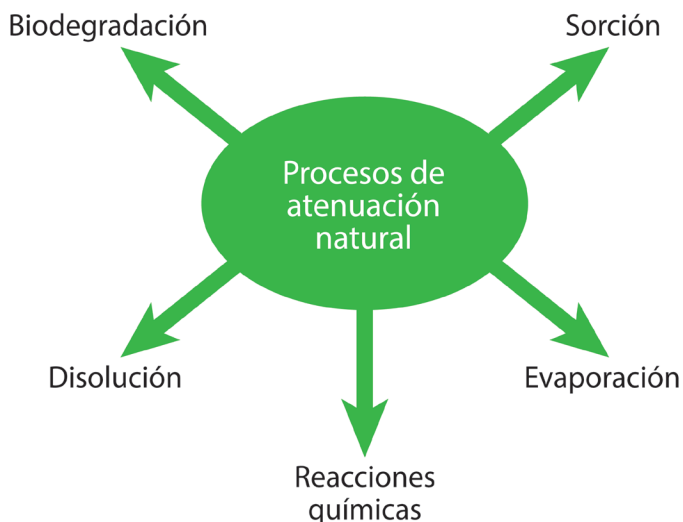 Biodegradación
Sorción
Procesos de
atenuación
natural
Disolución
Evaporación
Reacciones
químicas